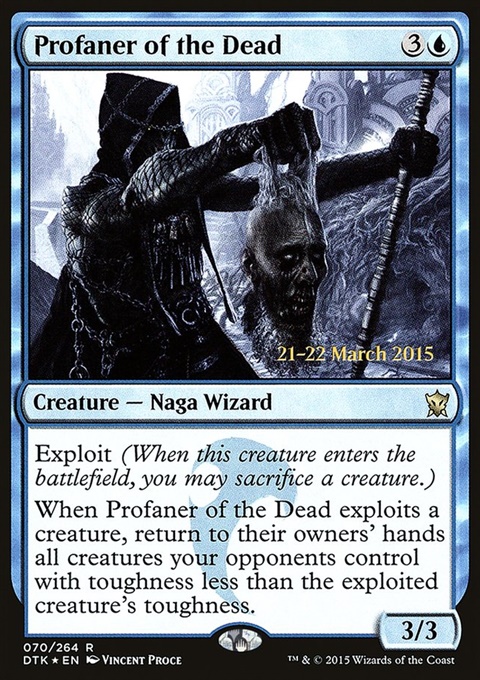 Profaner of the Dead 3
21–22 March 2015
Creature — Naga Wizard
Exploit (When this creature enters the
battlefield, you may sacrifice a creature.)
When Profaner of the Dead exploits a
creature, return to their owners' hands
all creatures your opponents control
with toughness less than the exploited
creature's toughness.
3/3
070/264 R
DTK ★ EN Vincent Proce
™ & © 2015 Wizards of the Coast